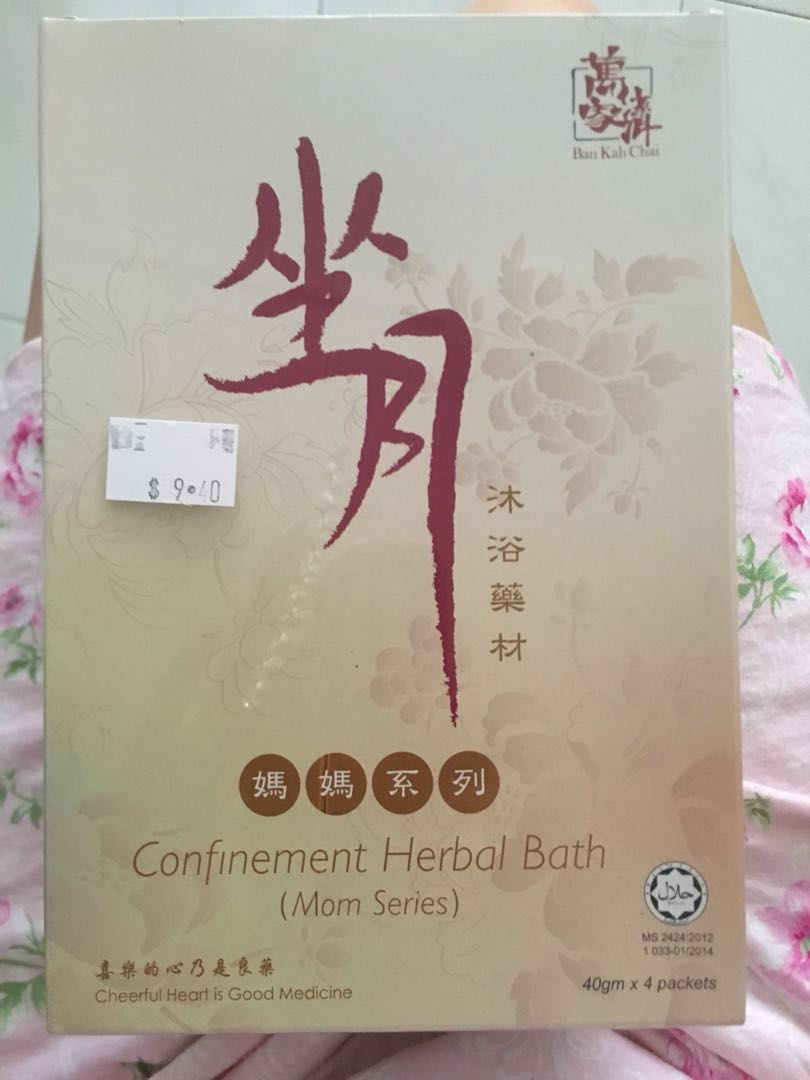 萬家濟
Ban Kah Chai
坐月
$ 9.40
沐浴藥材
媽媽系列
Confinement Herbal Bath
(Mom Series)
حلال
MS 2424:2012
1 033-01/2014
喜樂的心乃是良藥
Cheerful Heart is Good Medicine
40gm x 4 packets